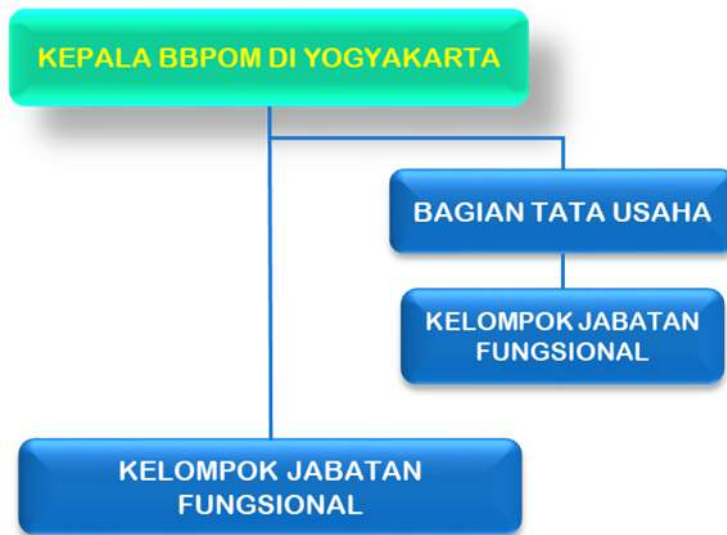 KEPALA BBPOM DI YOGYAKARTA
BAGIAN TATA USAHA
KELOMPOK JABATAN
FUNGSIONAL
KELOMPOK JABATAN
FUNGSIONAL